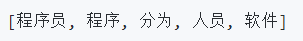 [程序员, 程序, 分为, 人员, 软件]